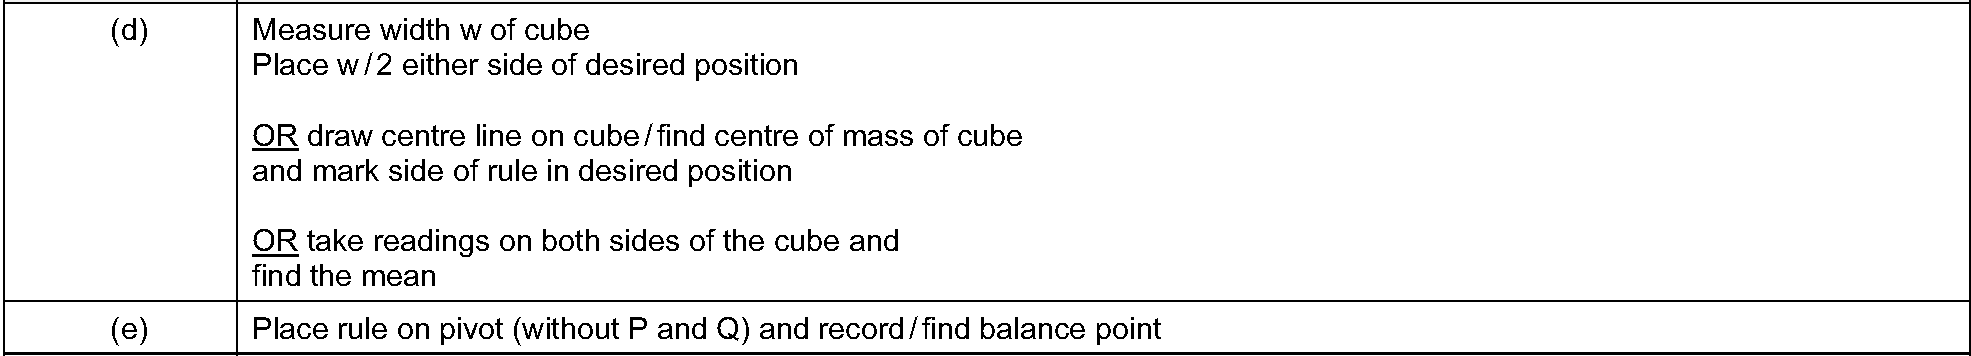 (d) Measure width w of cube
Place w/2 either side of desired position
OR draw centre line on cube/find centre of mass of cube
and mark side of rule in desired position
OR take readings on both sides of the cube and
find the mean
(e) Place rule on pivot (without P and Q) and record/find balance point